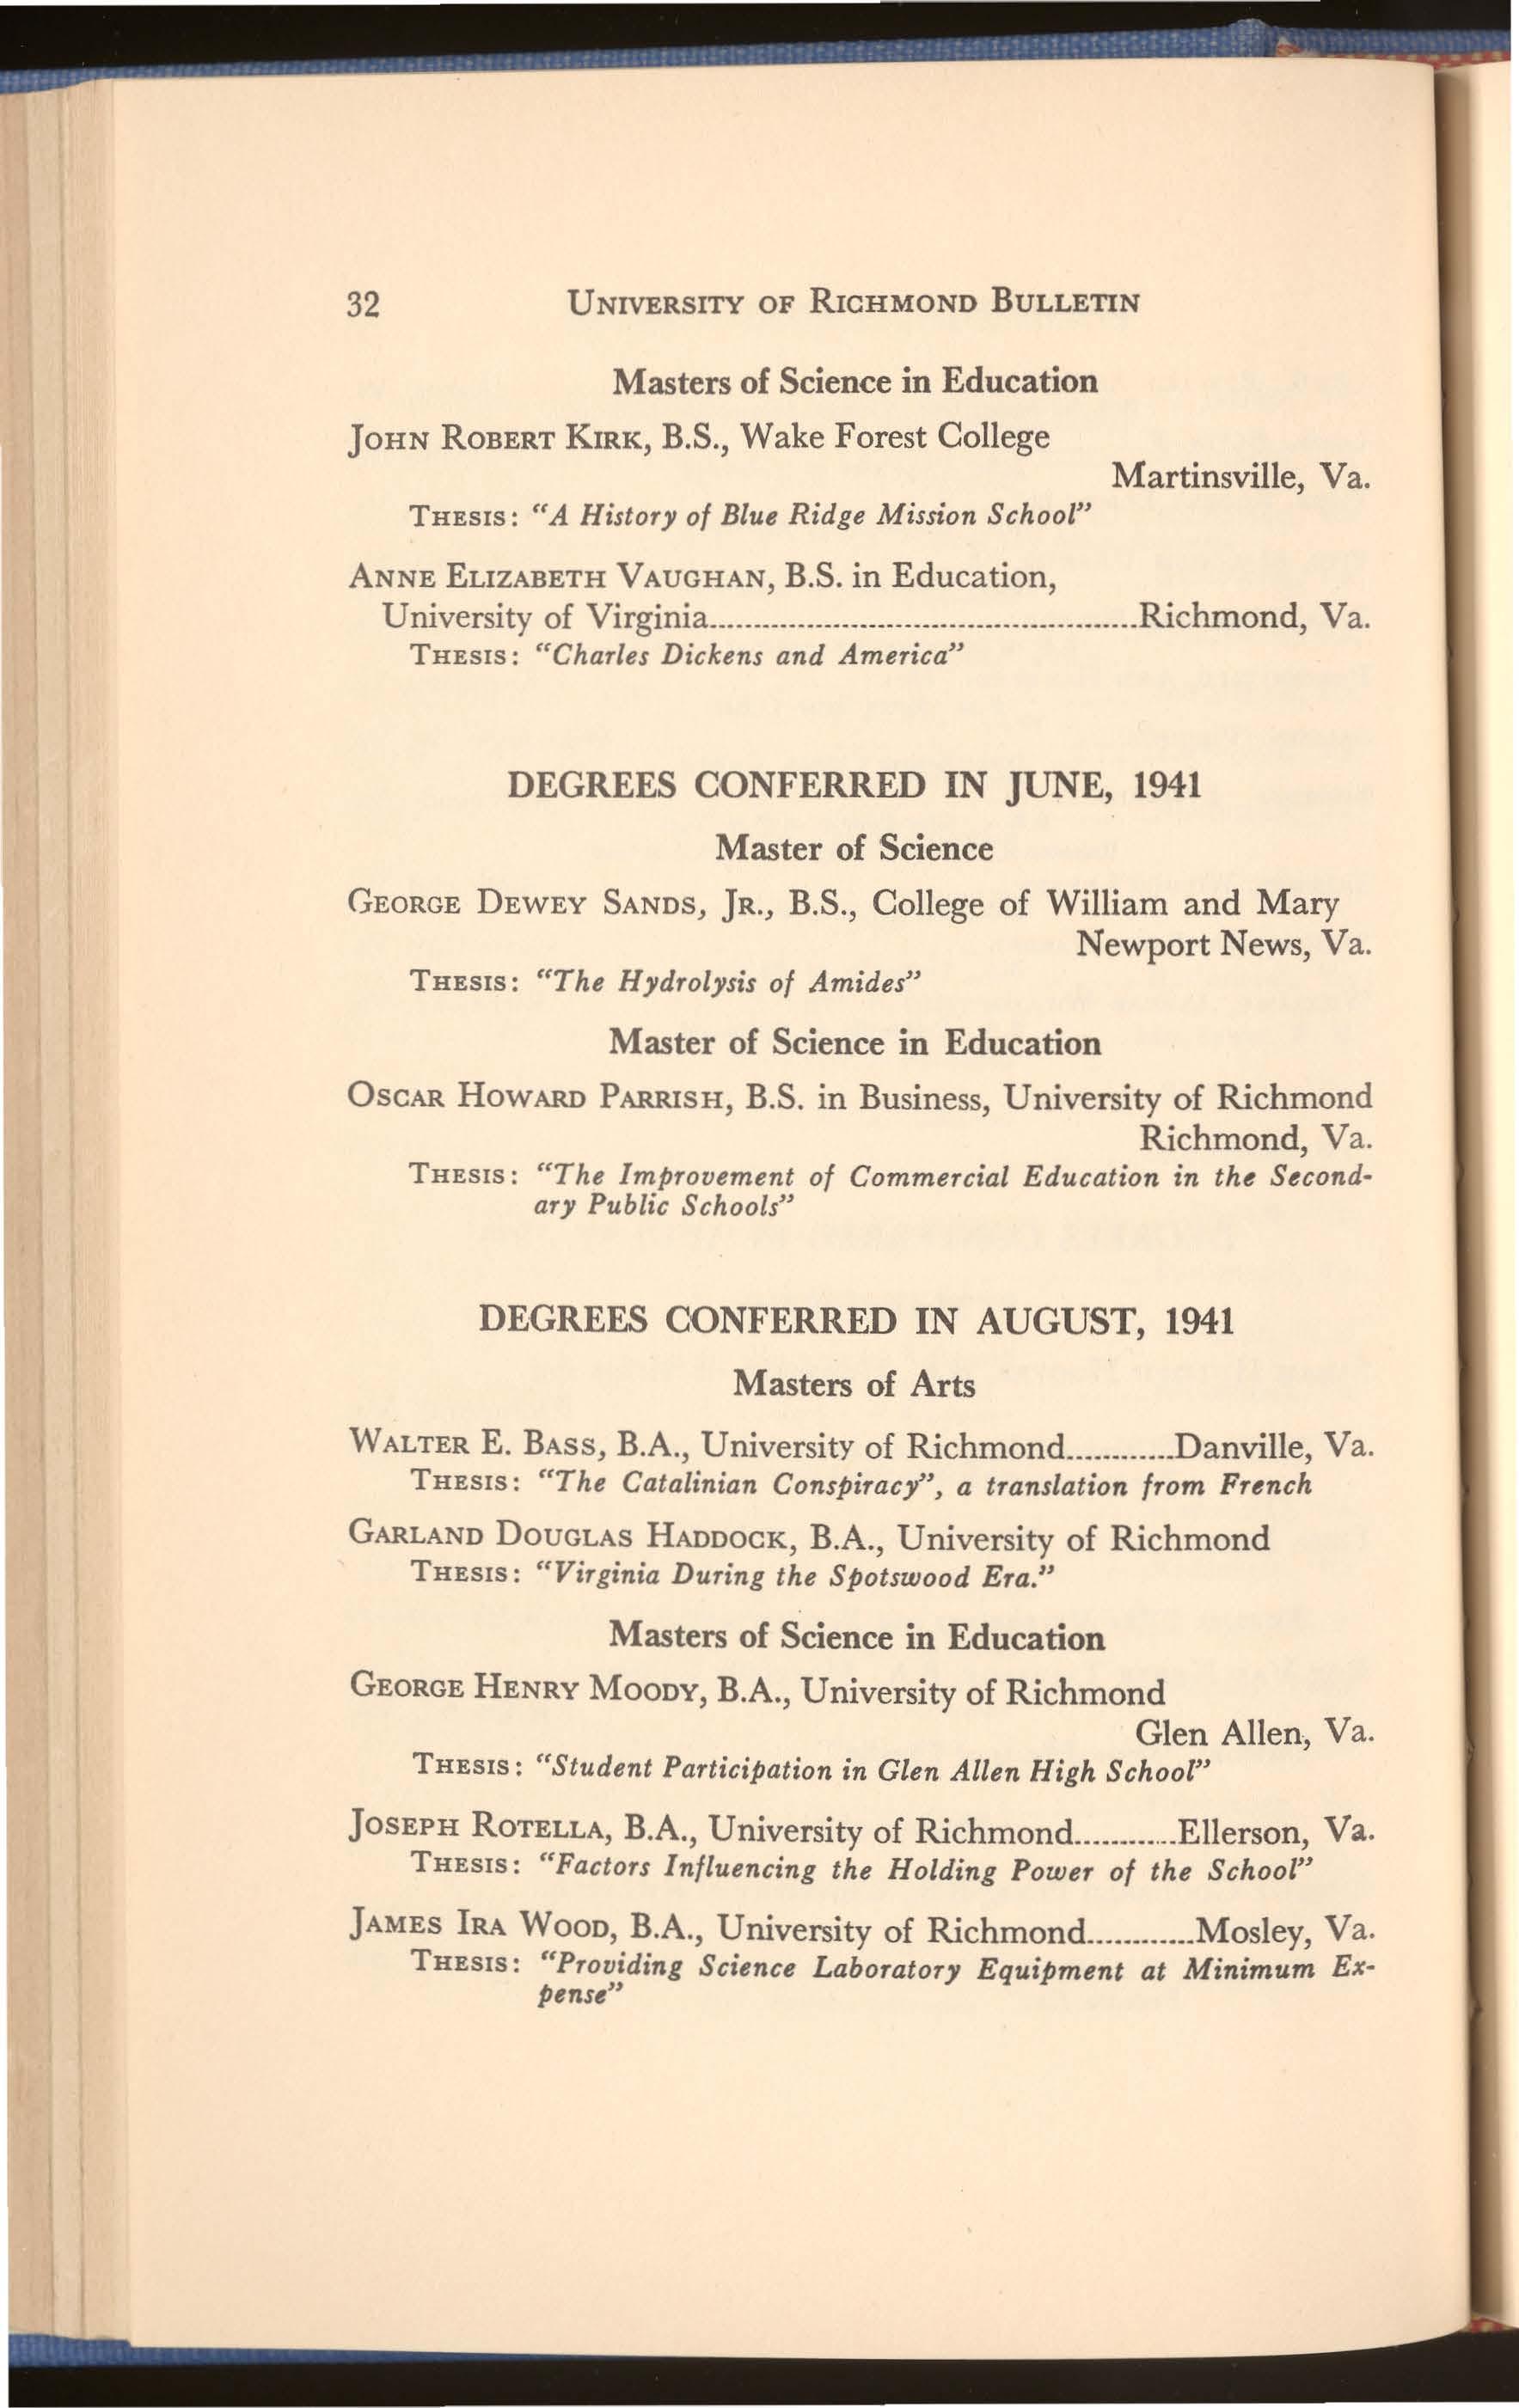 32 UNIVERSITY OF RICHMOND BULLETIN
Masters of Science in Education
JOHN ROBERT KIRK, B.S., Wake Forest College
Martinsville, Va.
THESIS: “A History of Blue Ridge Mission School”
ANNE ELIZABETH VAUGHAN, B.S. in Education,
University of Virginia................................................Richmond, Va.
THESIS: “Charles Dickens and America”
DEGREES CONFERRED IN JUNE, 1941
Master of Science
GEORGE DEWEY SANDS, JR., B.S., College of William and Mary
Newport News, Va.
THESIS: “The Hydrolysis of Amides”
Master of Science in Education
OSCAR HOWARD PARRISH, B.S. in Business, University of Richmond
Richmond, Va.
THESIS: “The Improvement of Commercial Education in the Second-
ary Public Schools”
DEGREES CONFERRED IN AUGUST, 1941
Masters of Arts
WALTER E. BASS, B.A., University of Richmond............Danville, Va.
THESIS: “The Catalinian Conspiracy”, a translation from French
GARLAND DOUGLAS HADDOCK, B.A., University of Richmond
THESIS: “Virginia During the Spotswood Era.”
Masters of Science in Education
GEORGE HENRY MOODY, B.A., University of Richmond
Glen Allen, Va.
THESIS: “Student Participation in Glen Allen High School”
JOSEPH ROTELLA, B.A., University of Richmond............Ellerson, Va.
THESIS: “Factors Influencing the Holding Power of the School”
JAMES IRA WOOD, B.A., University of Richmond............Mosley, Va.
THESIS: “Providing Science Laboratory Equipment at Minimum Ex-
pense”